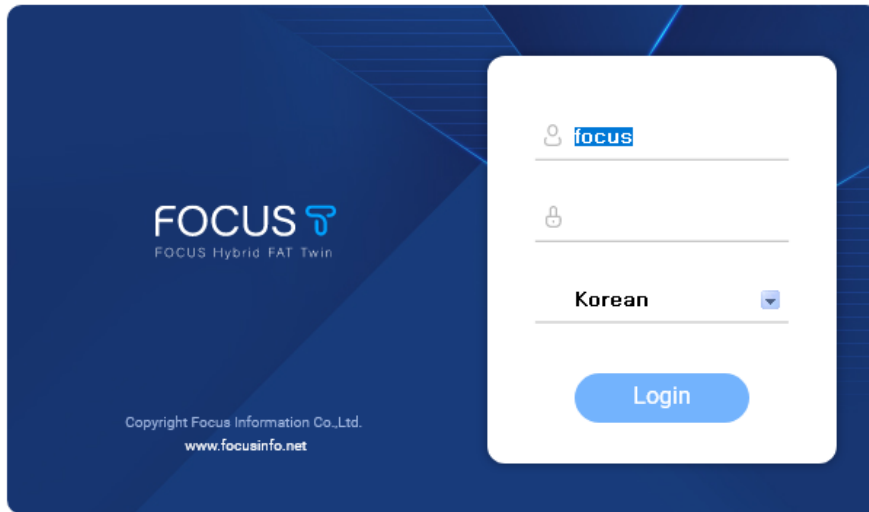 FOCUS T
FOCUS Hybrid FAT Twin
Copyright Focus Information Co.,Ltd.
www.focusinfo.net
focus
Korean
Login